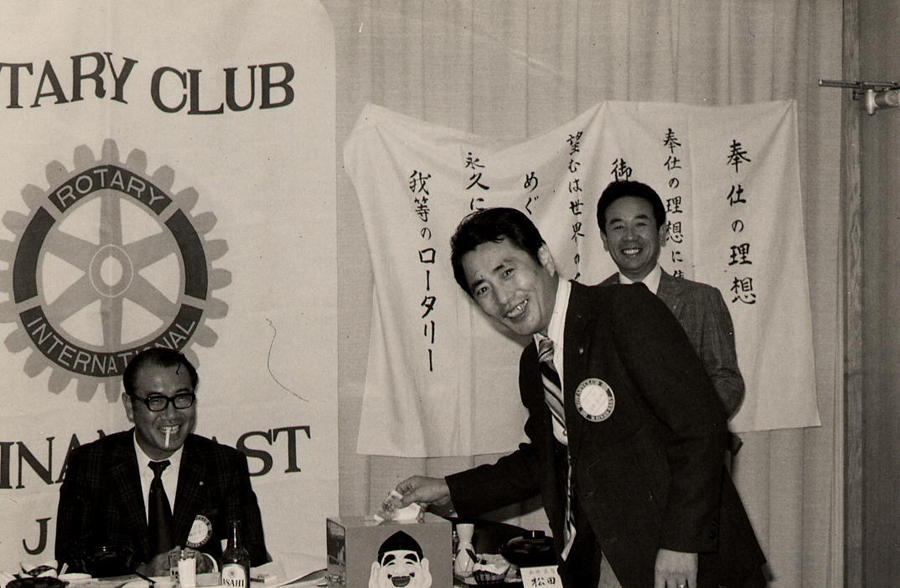 TARY CLUB
ROTARY
INTERNATIONAL
INA
ST
J
奉仕の理想
奉仕の理想に
御
望むは世界の
めぐ
永久に
我等のロータリー
ASAHI
松田